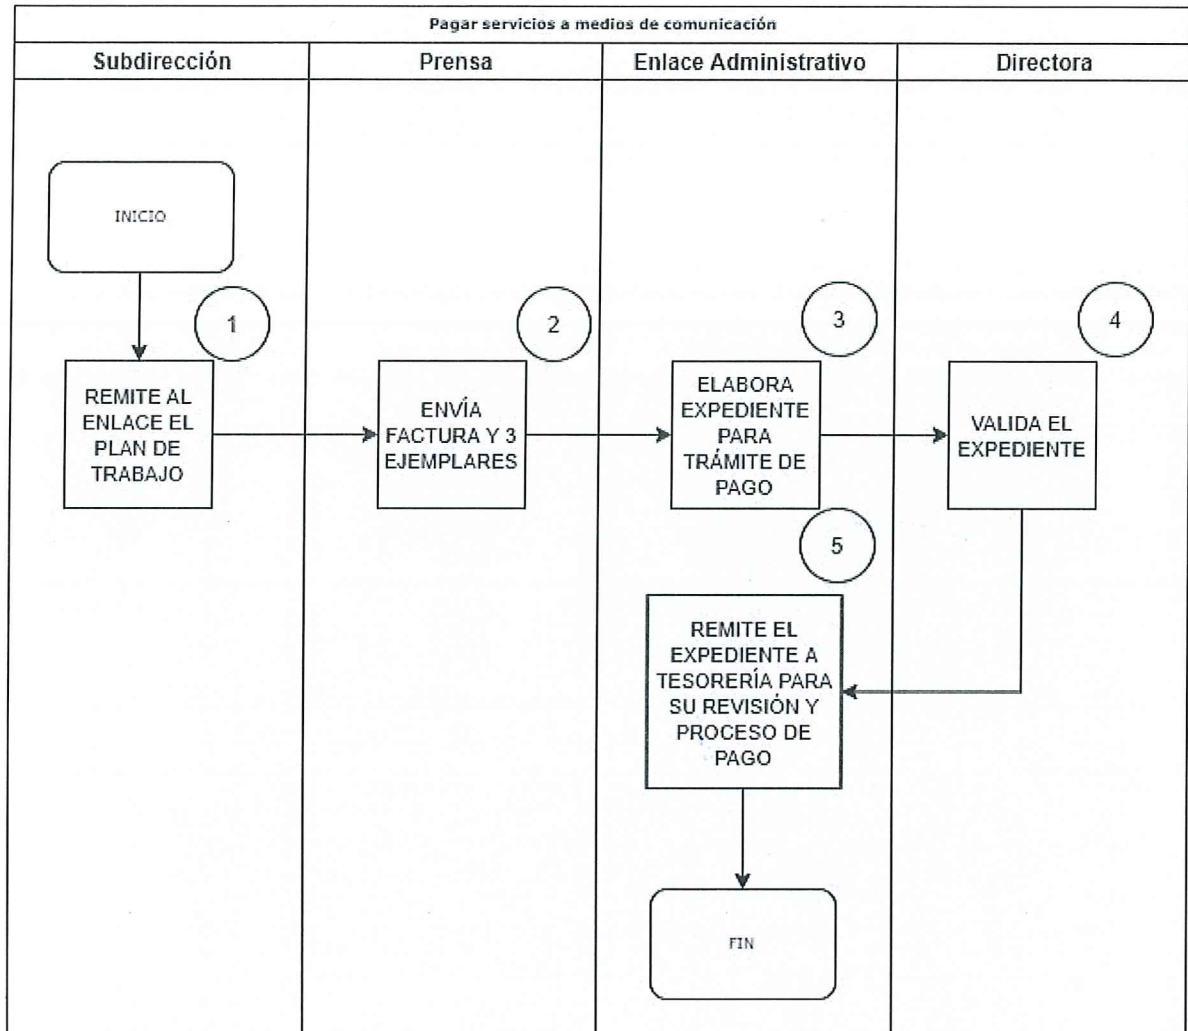 Pagar servicios a medios de comunicación
Subdirección
Prensa
Enlace Administrativo
Directora
INICIO
1
2
3
4
REMITE AL
ENLACE EL
PLAN DE
TRABAJO
ENVÍA
FACTURA Y 3
EJEMPLARES
ELABORA
EXPEDIENTE
PARA
TRÁMITE DE
PAGO
VALIDA EL
EXPEDIENTE
5
REMITE EL
EXPEDIENTE A
TESORERÍA PARA
SU REVISIÓN Y
PROCESO DE
PAGO
FIN